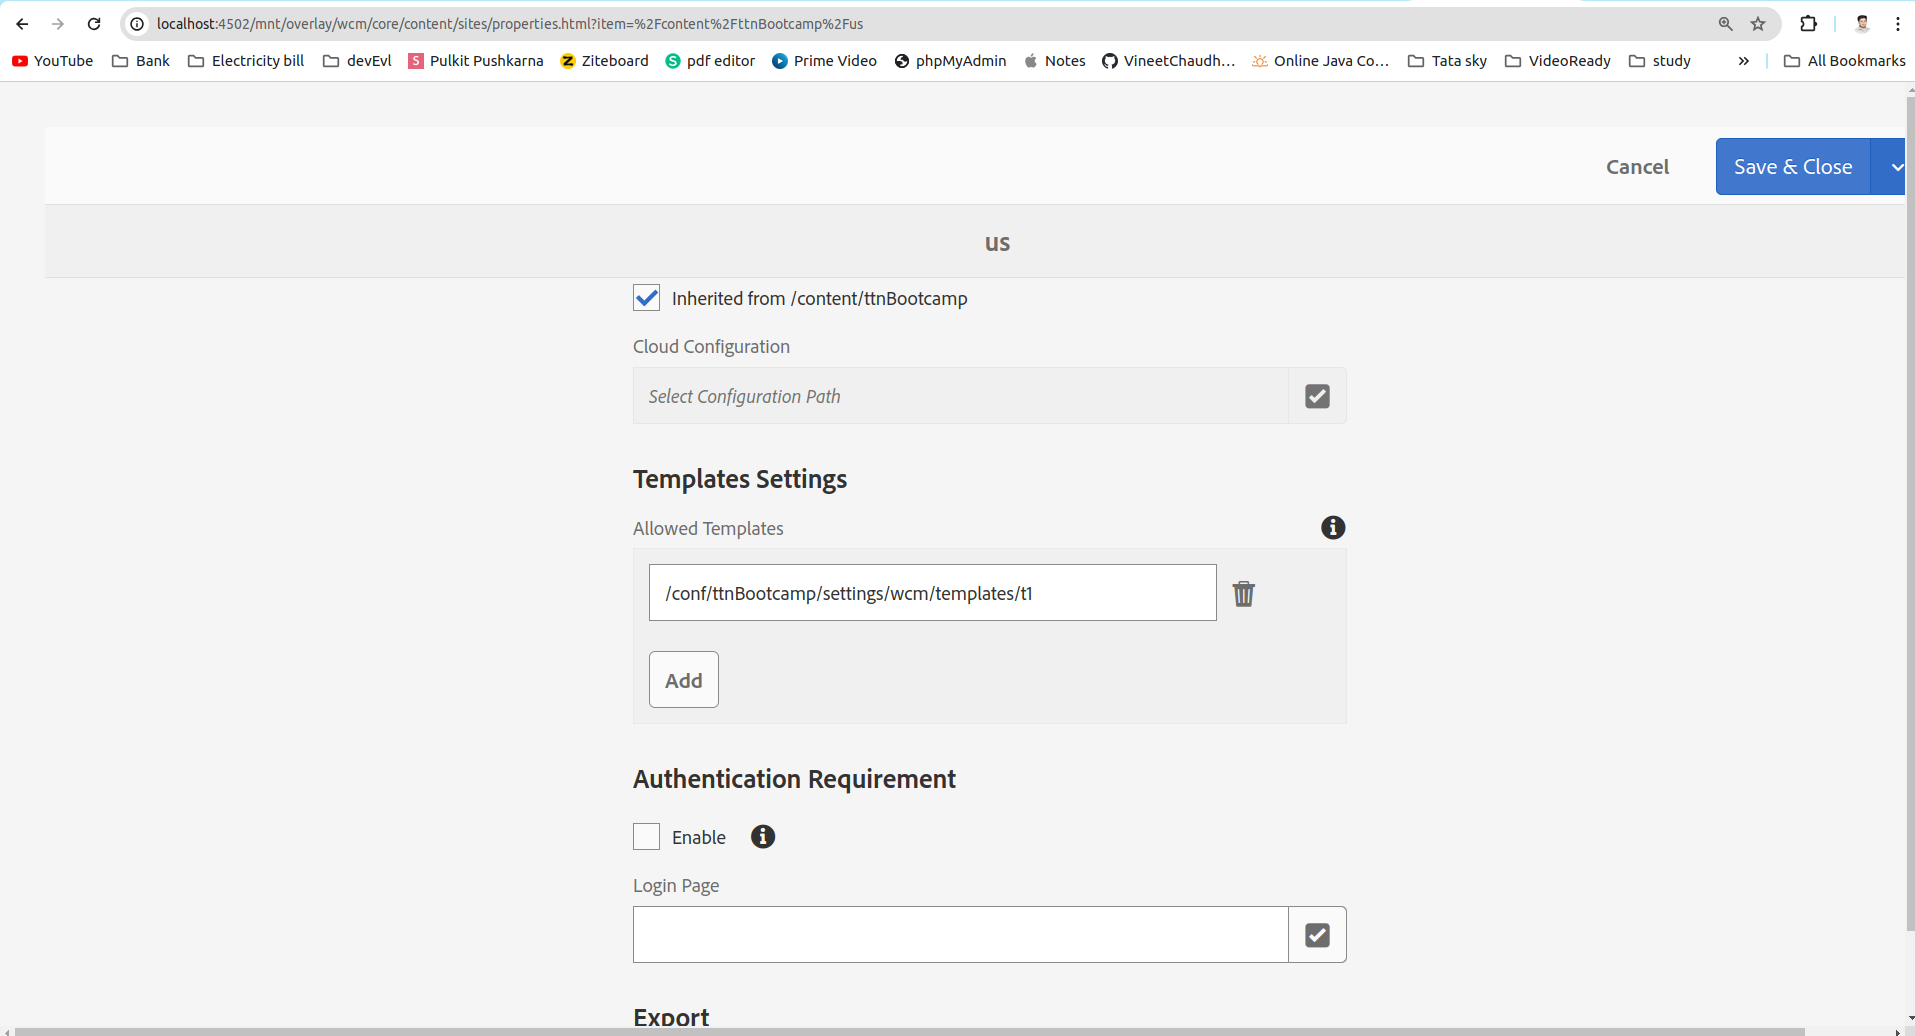 localhost:4502/mnt/overlay/wcm/core/content/sites/properties.html?item=%2Fcontent%2FttnBootcamp%2Fus
YouTube Bank Electricity bill devEvl S Pulkit Pushkarna Z Ziteboard S pdf editor Prime Video phpMyAdmin Notes VineetChaudh... Online Java Co... Tata sky VideoReady study » All Bookmarks
Cancel Save & Close
us
Inherited from /content/ttnBootcamp
Cloud Configuration
Select Configuration Path
Templates Settings
Allowed Templates
/conf/ttnBootcamp/settings/wcm/templates/t1
Add
Authentication Requirement
Enable
Login Page
Export